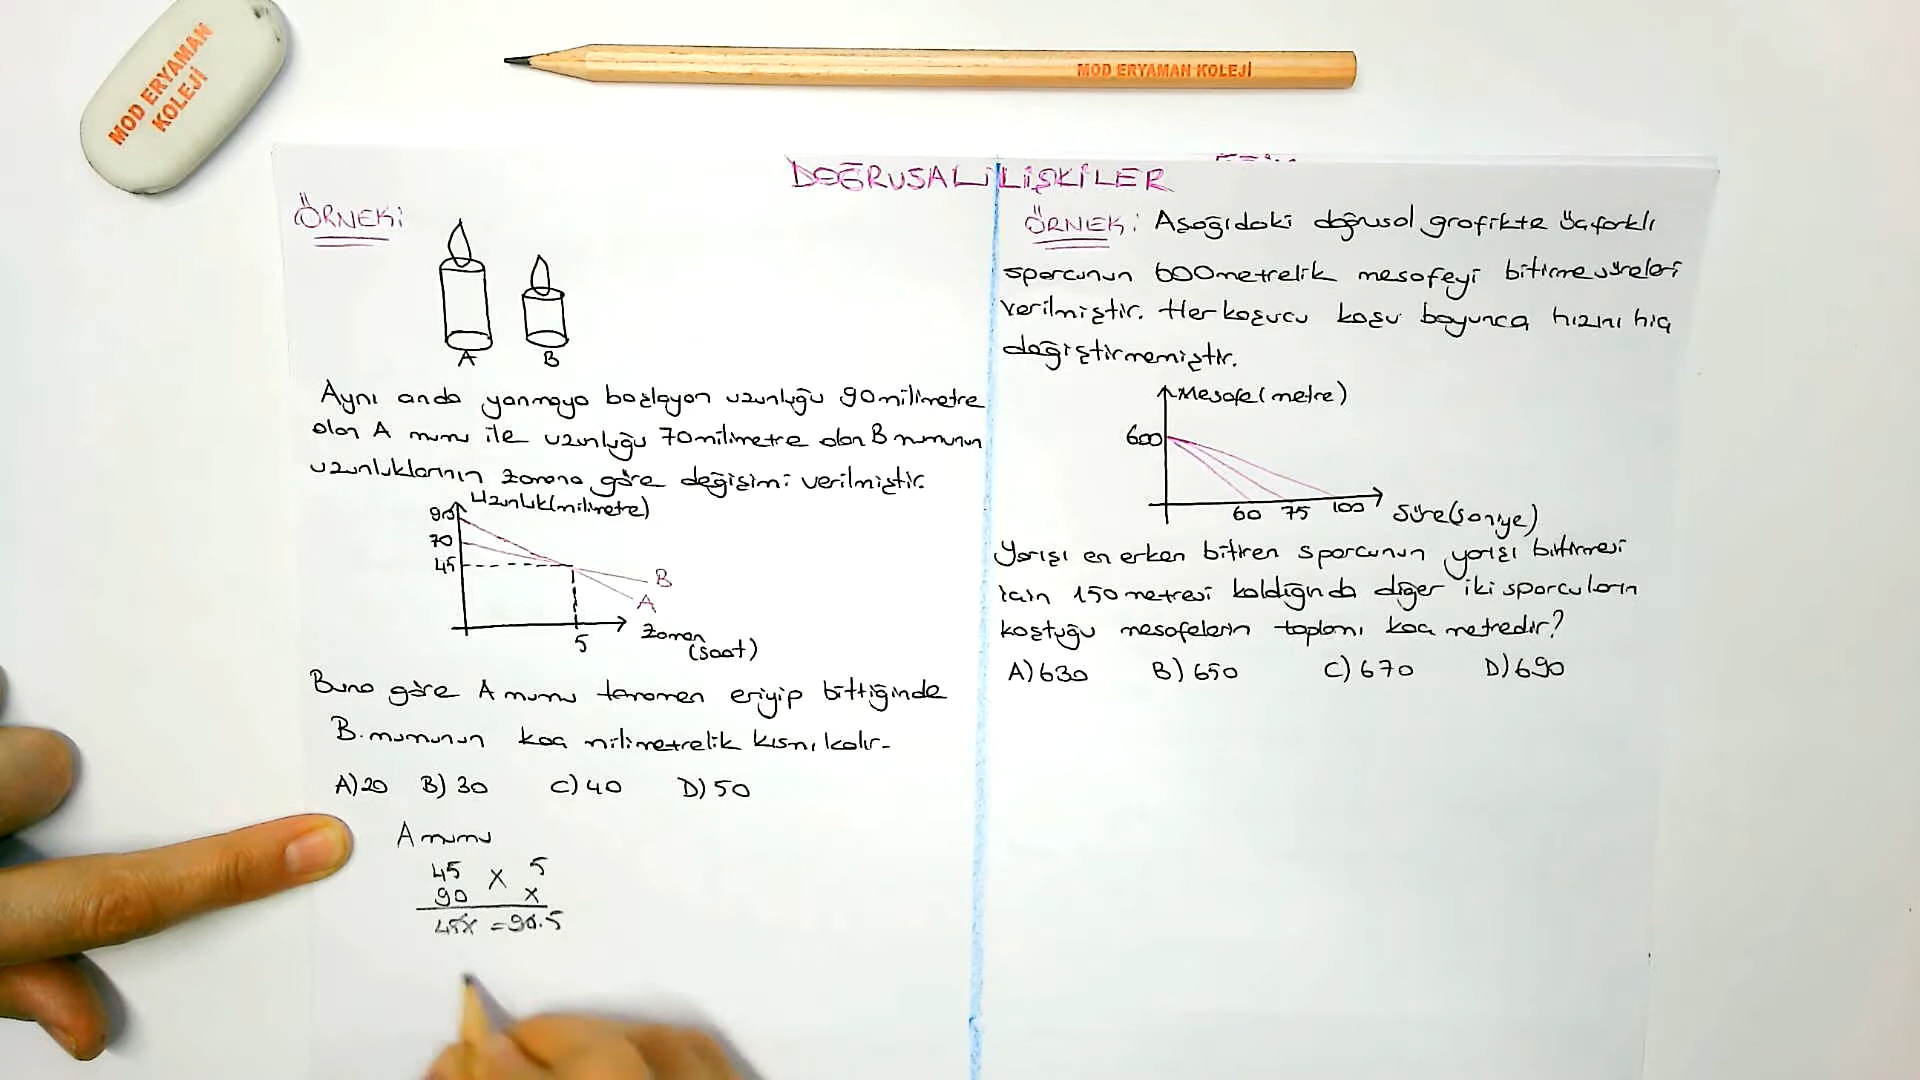 MOD ERYAMAN
KOLEJİ
MOD ERYAMAN KOLEJİ
DOĞRUSAL İLİŞKİLER
ÖRNEK:
A
B
Aynı anda yanmaya başlayan uzunluğu 90 milimetre
olan A mumu ile uzunluğu 70 milimetre olan B mumunun
uzunluklarının zamana göre değişimi verilmiştir.
Uzunluk(milimetre)
90
70
45
B
A
5
Zaman
(saat)
Buna göre A mumu tamamen eriyip bittiğinde
B mumunun kaç milimetrelik kısmı kalır.
A)20 B)30 C)40 D)50
A mumu
45 x 5
90 x
45x = 90.5
ÖRNEK: Aşağıdaki doğrusal grafikte üç farklı
sporcunun 600 metrelik mesafeyi bitirme süreleri
verilmiştir. Her koşucu koşu boyunca hızını hiç
değiştirmemiştir.
Mesafe(metre)
600
60 75 100
Süre(saniye)
Yarışı en erken bitiren sporcunun yarışı bitirmesi
için 150 metresi kaldığında diğer iki sporcuların
koştuğu mesafelerin toplamı kaç metredir?
A)630 B)650 C)670 D)690